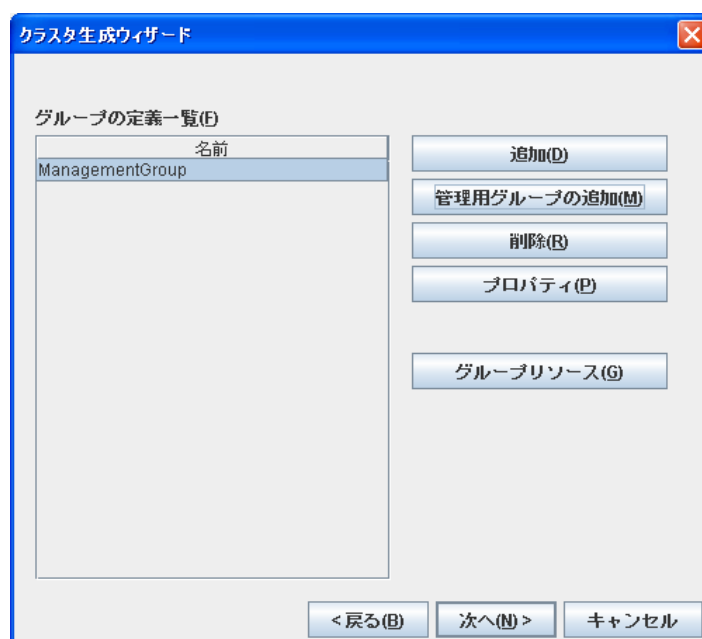 クラスタ生成ウィザード
グループの定義一覧(F)
名前
ManagementGroup
追加(D)
管理用グループの追加(M)
削除(R)
プロパティ(P)
グループリソース(G)
<戻る(B)
次へ(N) >
キャンセル